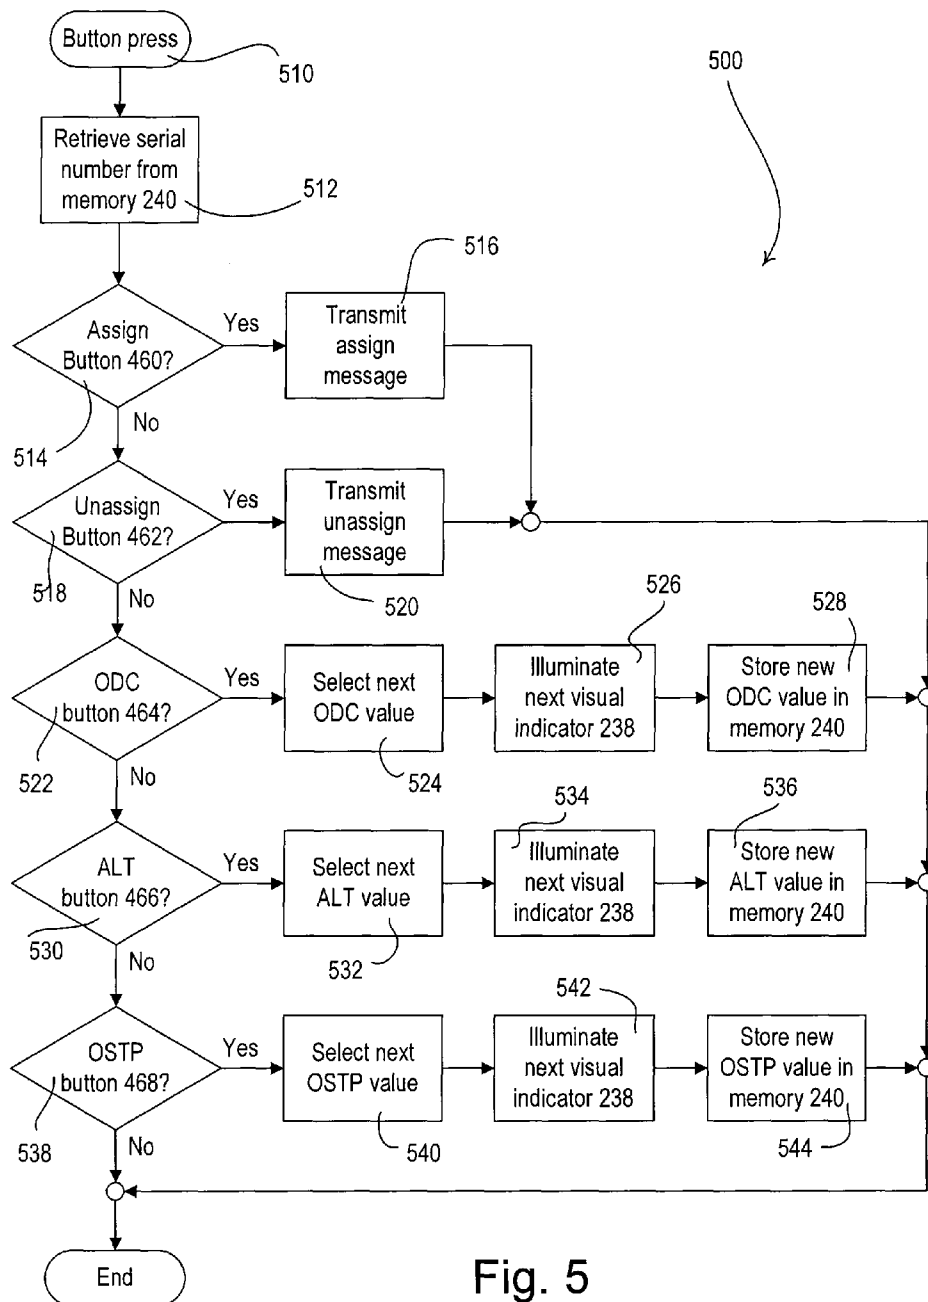 Button press
510
500
Retrieve serial
number from
memory 240
512
516
Assign
Button 460?
Yes
Transmit
assign
message
514
No
Unassign
Button 462?
Yes
Transmit
unassign
message
518
No
520
526
528
ODC
button 464?
Yes
Select next
ODC value
Illuminate
next visual
indicator 238
Store new
ODC value in
memory 240
522
No
524
534
536
ALT
button 466?
Yes
Select next
ALT value
Illuminate
next visual
indicator 238
Store new
ALT value in
memory 240
530
No
532
542
OSTP
button 468?
Yes
Select next
OSTP value
Illuminate
next visual
indicator 238
Store new
OSTP value in
memory 240
538
No
540
544
End
Fig. 5